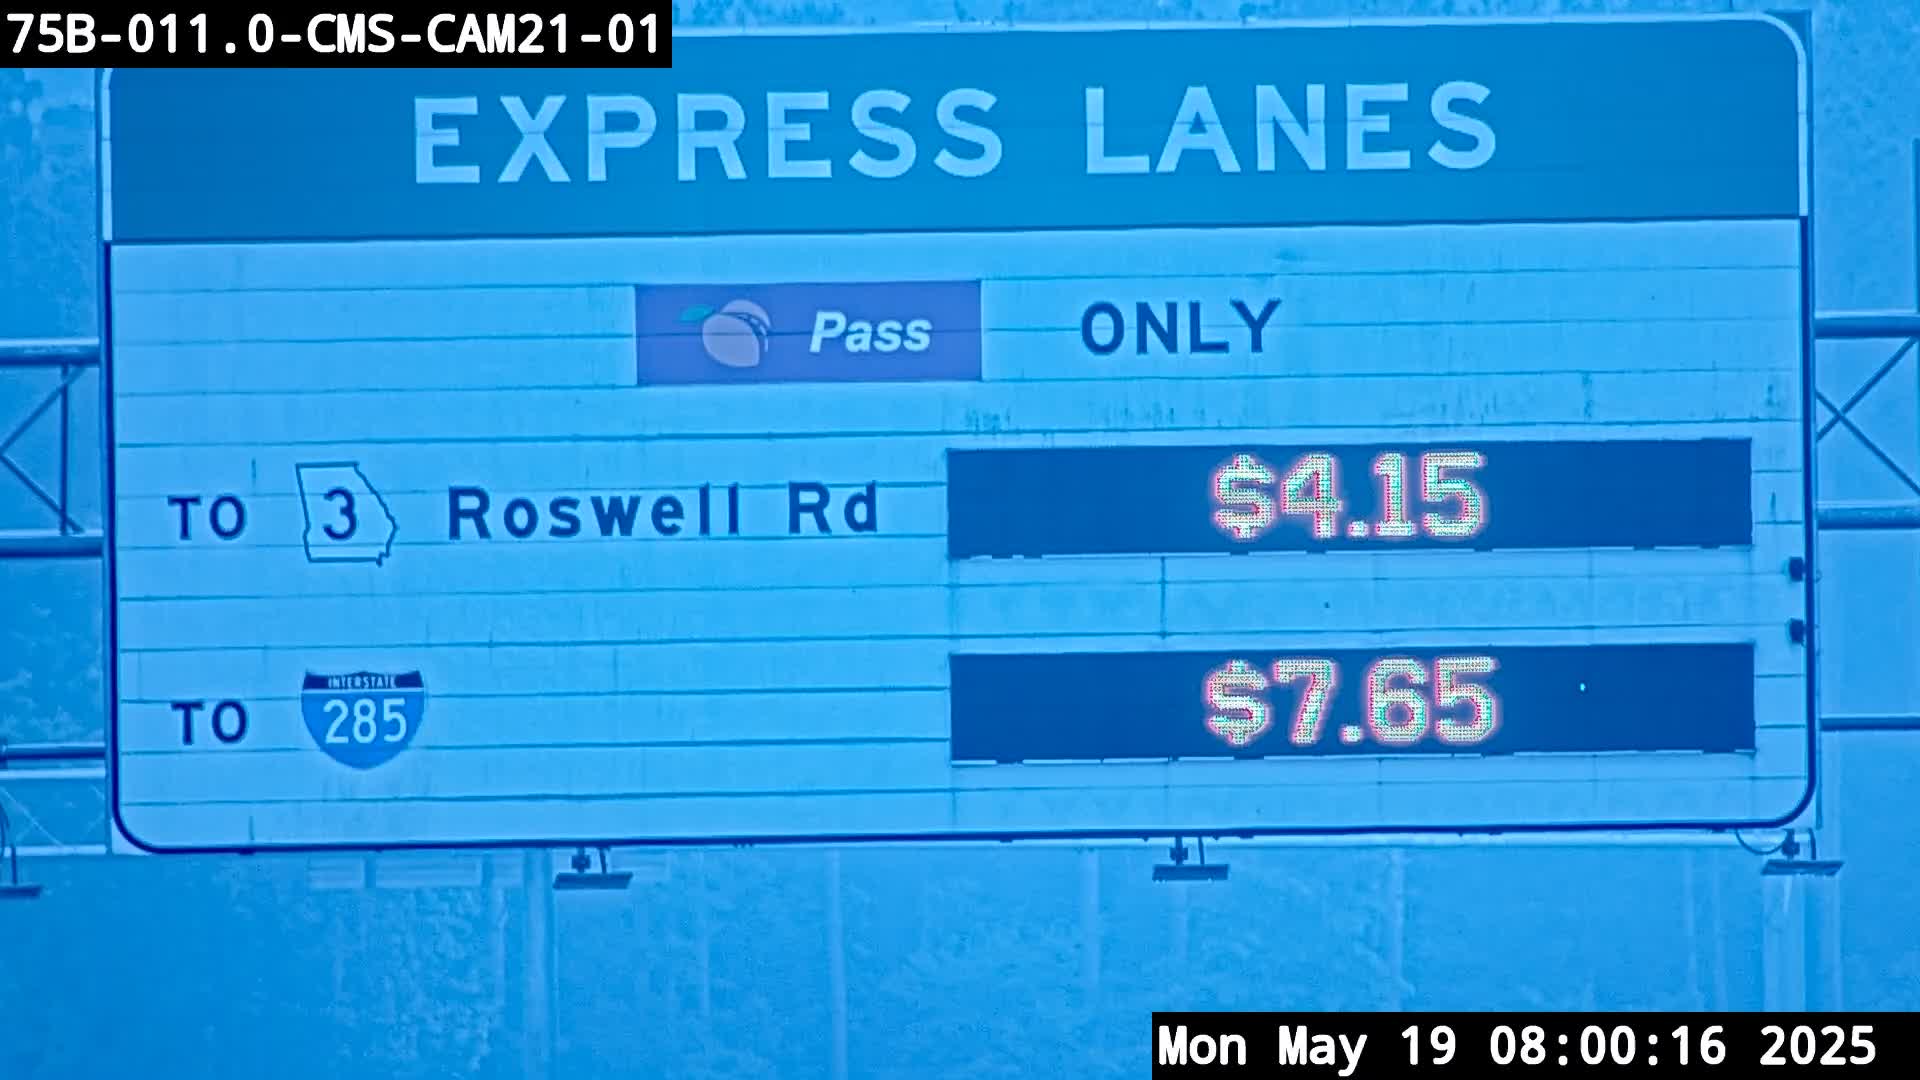 75B-011.0-CMS-CAM21-01
EXPRESS LANES
Pass ONLY
TO 3 Roswell Rd $4.15
INTERSTATE
TO 285 $7.65
Mon May 19 08:00:16 2025